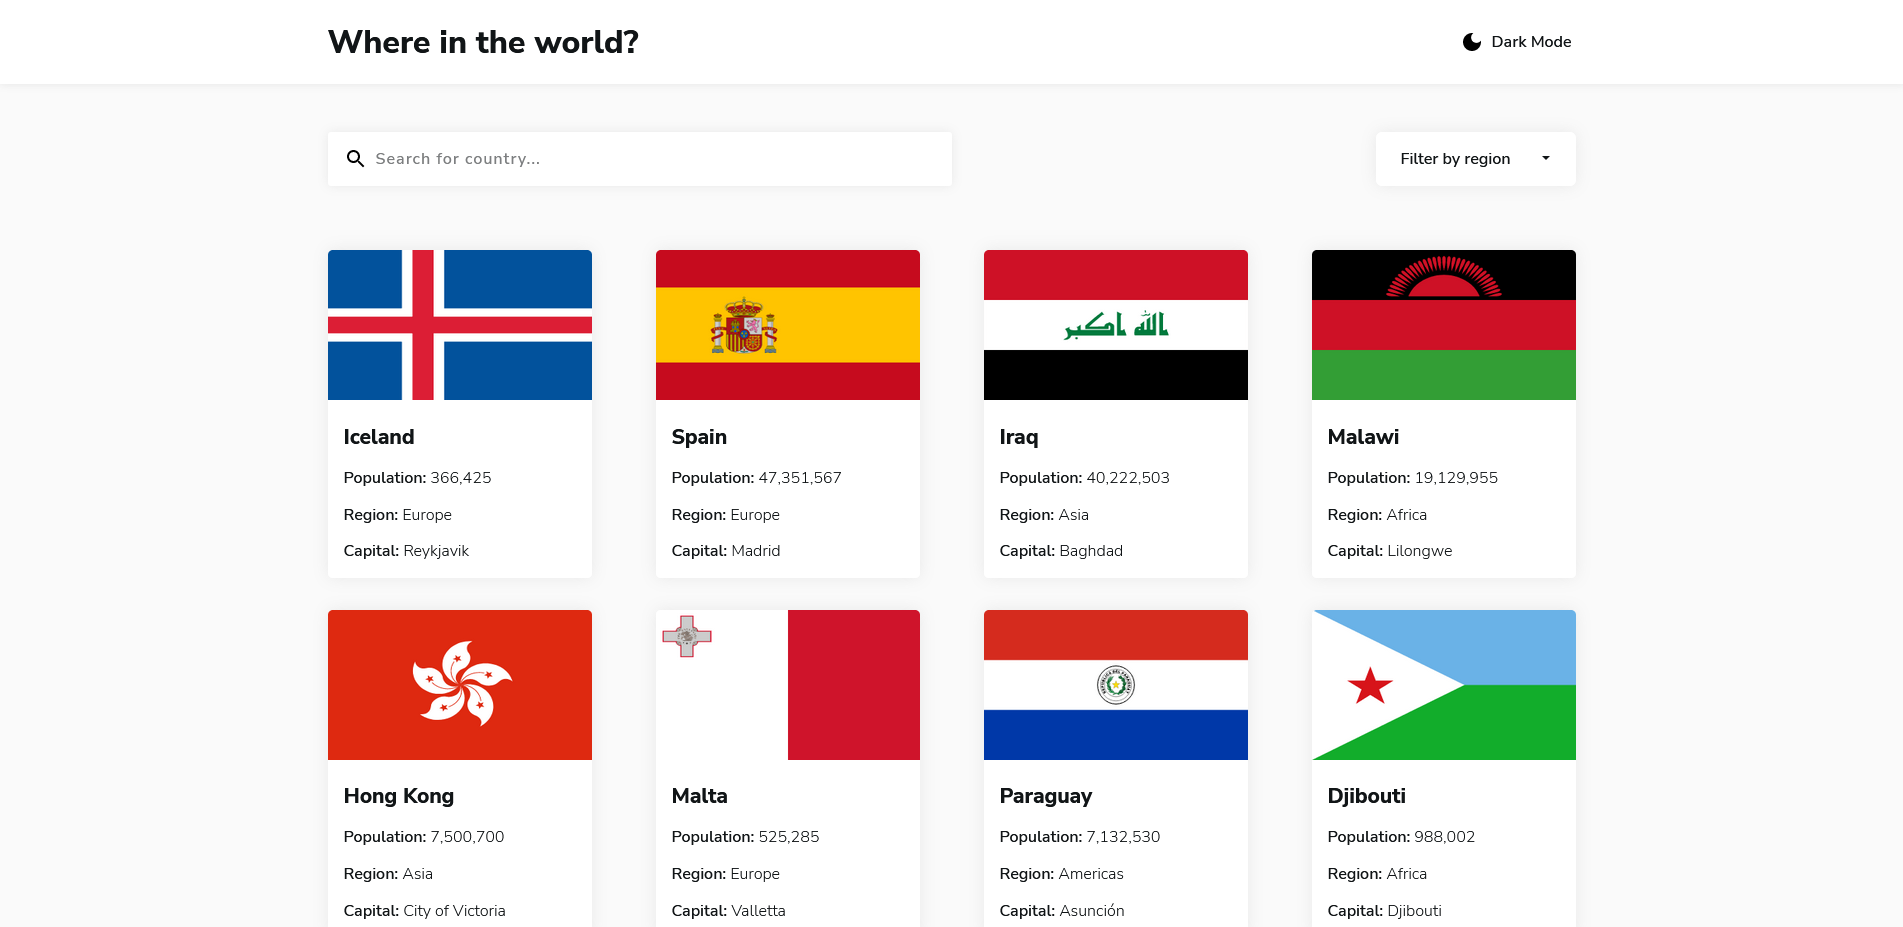 Where in the world?
Dark Mode
Search for country...
Filter by region
الله اكبر
Iceland
Population: 366,425
Region: Europe
Capital: Reykjavik
Spain
Population: 47,351,567
Region: Europe
Capital: Madrid
Iraq
Population: 40,222,503
Region: Asia
Capital: Baghdad
Malawi
Population: 19,129,955
Region: Africa
Capital: Lilongwe
Hong Kong
Population: 7,500,700
Region: Asia
Capital: City of Victoria
Malta
Population: 525,285
Region: Europe
Capital: Valletta
REPUBLICA DEL PARAGUAY
Paraguay
Population: 7,132,530
Region: Americas
Capital: Asunción
Djibouti
Population: 988,002
Region: Africa
Capital: Djibouti